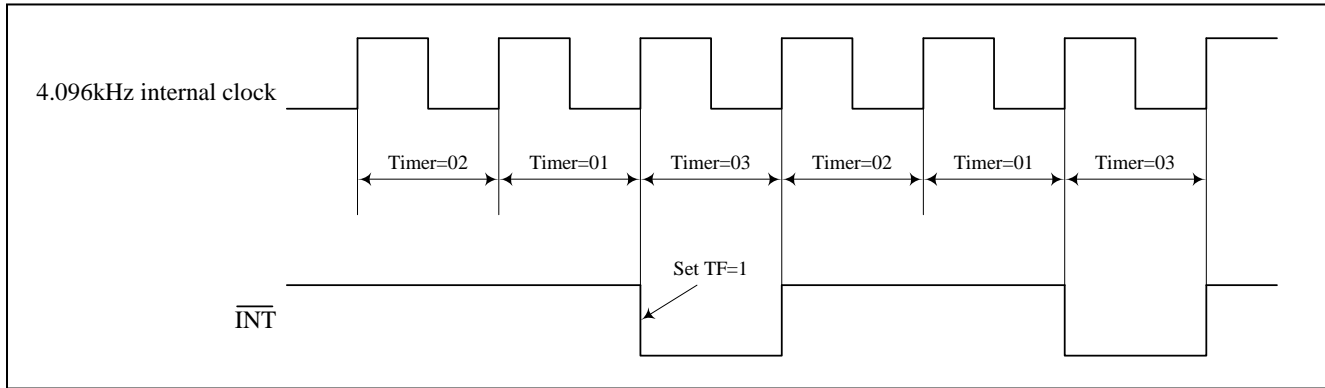 4.096kHz internal clock
Timer=02 Timer=01 Timer=03 Timer=02 Timer=01 Timer=03
Set TF=1
INT